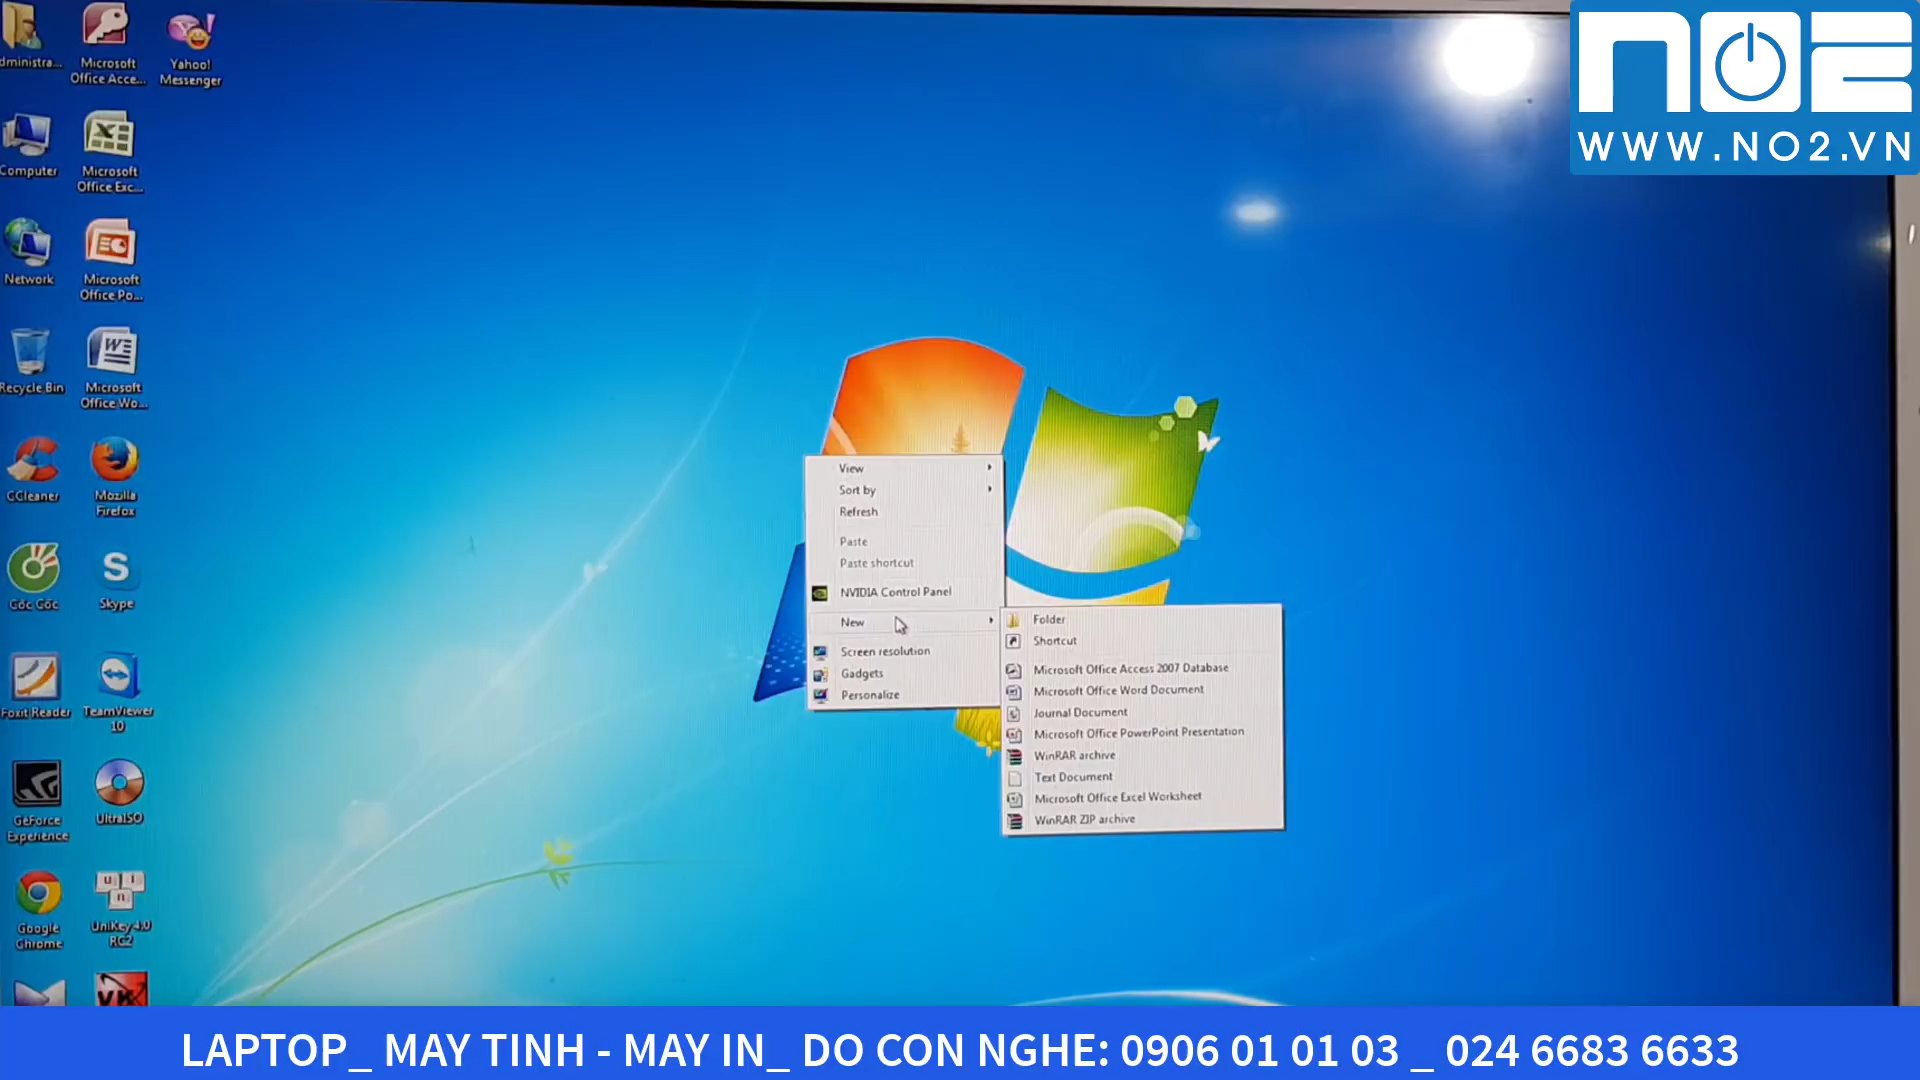 dministra...
Microsoft
Office Acce...
Yahoo!
Messenger
Computer
Microsoft
Office Exc...
Network
Microsoft
Office Po...
Recycle Bin
W
Microsoft
Office Wo...
CCleaner
Mozilla
Firefox
Cốc Cốc
S
Skype
Foxit Reader
TeamViewer
10
GeForce
Experience
UltraISO
Google
Chrome
U i
n
UniKey 4.0
RC2
VK
View
Sort by
Refresh
Paste
Paste shortcut
NVIDIA Control Panel
New
Screen resolution
Gadgets
Personalize
Folder
Shortcut
Microsoft Office Access 2007 Database
Microsoft Office Word Document
Journal Document
Microsoft Office PowerPoint Presentation
WinRAR archive
Text Document
Microsoft Office Excel Worksheet
WinRAR ZIP archive
NO2
WWW.NO2.VN
LAPTOP_ MAY TINH - MAY IN_ DO CON NGHE: 0906 01 01 03 _ 024 6683 6633